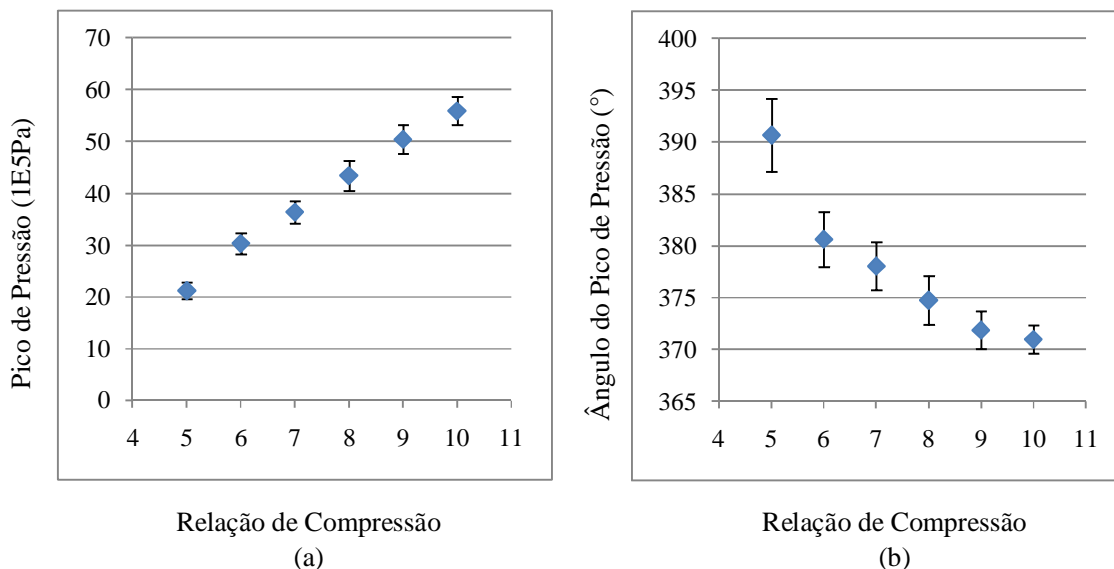 Pico de Pressão (1E5Pa)
70
60
50
40
30
20
10
0
4 5 6 7 8 9 10 11
Relação de Compressão
(a)
Ângulo do Pico de Pressão (°)
400
395
390
385
380
375
370
365
4 5 6 7 8 9 10 11
Relação de Compressão
(b)